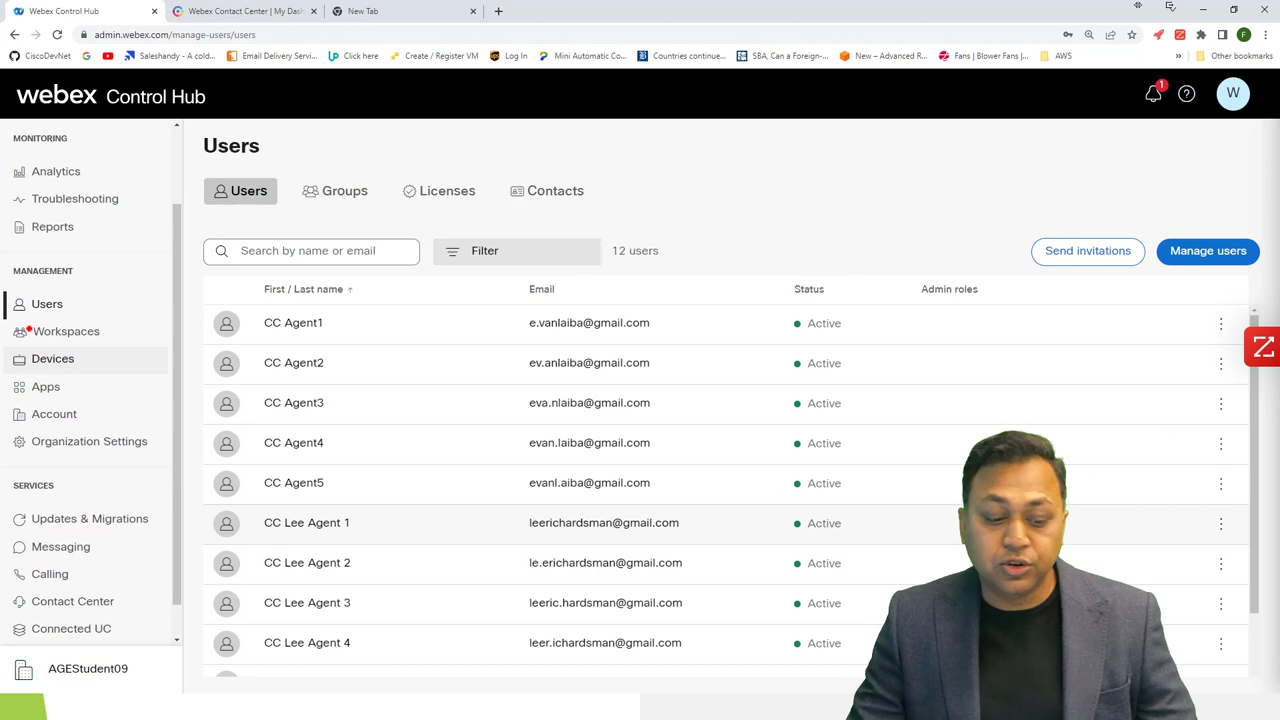 Webex Control Hub
Webex Contact Center | My Dash
New Tab
admin.webex.com/manage-users/users
CiscoDevNet
Saleshandy - A cold...
Email Delivery Servi...
Click here
Create / Register VM
Log In
Mini Automatic Co...
Countries continue...
SBA, Can a Foreign-...
New – Advanced R...
Fans | Blower Fans |...
AWS
Other bookmarks
F
webex Control Hub
1
W
MONITORING
Analytics
Troubleshooting
Reports
MANAGEMENT
Users
Workspaces
Devices
Apps
Account
Organization Settings
SERVICES
Updates & Migrations
Messaging
Calling
Contact Center
Connected UC
AGEStudent09
Users
Users Groups Licenses Contacts
Search by name or email Filter 12 users Send invitations Manage users
First / Last name Email Status Admin roles
CC Agent1 e.vanlaiba@gmail.com Active
CC Agent2 ev.anlaiba@gmail.com Active
CC Agent3 eva.nlaiba@gmail.com Active
CC Agent4 evan.laiba@gmail.com Active
CC Agent5 evanl.aiba@gmail.com Active
CC Lee Agent 1 leerichardsman@gmail.com Active
CC Lee Agent 2 le.erichardsman@gmail.com Active
CC Lee Agent 3 leeric.hardsman@gmail.com Active
CC Lee Agent 4 leer.ichardsman@gmail.com Active